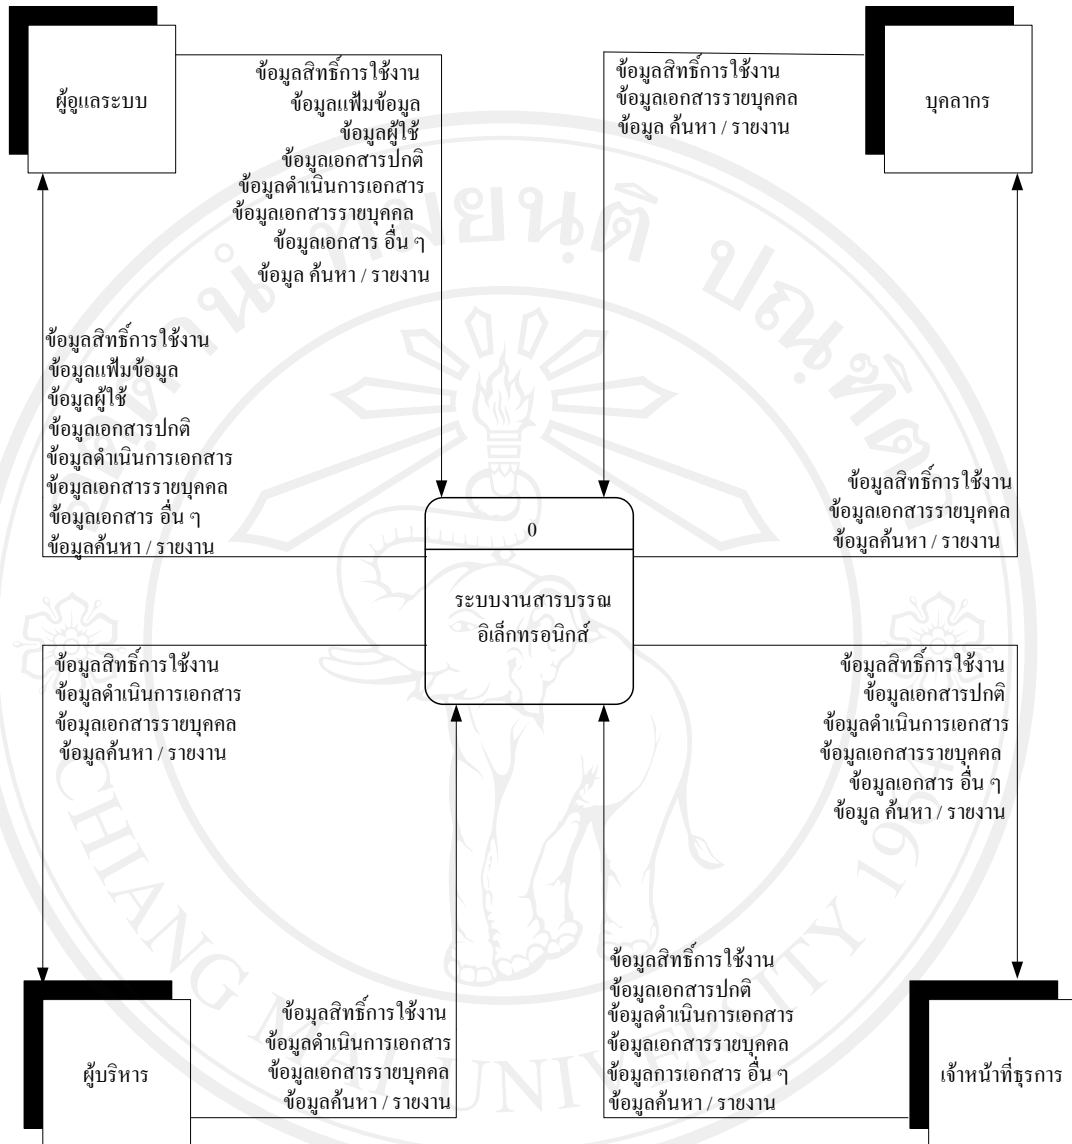 ผู้อูแลระบบ
ข้อมูลสิทธิ์การใช้งาน
ข้อมูลแฟ้มข้อมูล
ข้อมูลผู้ใช้
ข้อมูลเอกสารปกติ
ข้อมูลดำเนินการเอกสาร
ข้อมูลเอกสารรายบุคคล
ข้อมูลเอกสาร อื่น ๆ
ข้อมูล ค้นหา / รายงาน
ข้อมูลสิทธิ์การใช้งาน
ข้อมูลเอกสารรายบุคคล
ข้อมูล ค้นหา / รายงาน
บุคลากร
ข้อมูลสิทธิ์การใช้งาน
ข้อมูลแฟ้มข้อมูล
ข้อมูลผู้ใช้
ข้อมูลเอกสารปกติ
ข้อมูลดำเนินการเอกสาร
ข้อมูลเอกสารรายบุคคล
ข้อมูลเอกสาร อื่น ๆ
ข้อมูลค้นหา / รายงาน
ข้อมูลสิทธิ์การใช้งาน
ข้อมูลเอกสารรายบุคคล
ข้อมูลค้นหา / รายงาน
0
ระบบงานสารบรรณ
อิเล็กทรอนิกส์
ข้อมูลสิทธิ์การใช้งาน
ข้อมูลดำเนินการเอกสาร
ข้อมุลเอกสารรายบุคคล
ข้อมูลค้นหา / รายงาน
ข้อมูลสิทธิ์การใช้งาน
ข้อมูลเอกสารปกติ
ข้อมูลดำเนินการเอกสาร
ข้อมูลเอกสารรายบุคคล
ข้อมูลเอกสาร อื่น ๆ
ข้อมูล ค้นหา / รายงาน
ผู้บริหาร
ข้อมุลสิทธิ์การใช้งาน
ข้อมูลดำเนินการเอกสาร
ข้อมูลเอกสารรายบุคคล
ข้อมูลค้นหา / รายงาน
ข้อมูลสิทธิ์การใช้งาน
ข้อมูลเอกสารปกติ
ข้อมูลดำเนินการเอกสาร
ข้อมูลเอกสารรายบุคคล
ข้อมูลการเอกสาร อื่น ๆ
ข้อมูลค้นหา / รายงาน
เจ้าหน้าที่ธุรการ
CHIANG MAI UNIVERSITY 1964